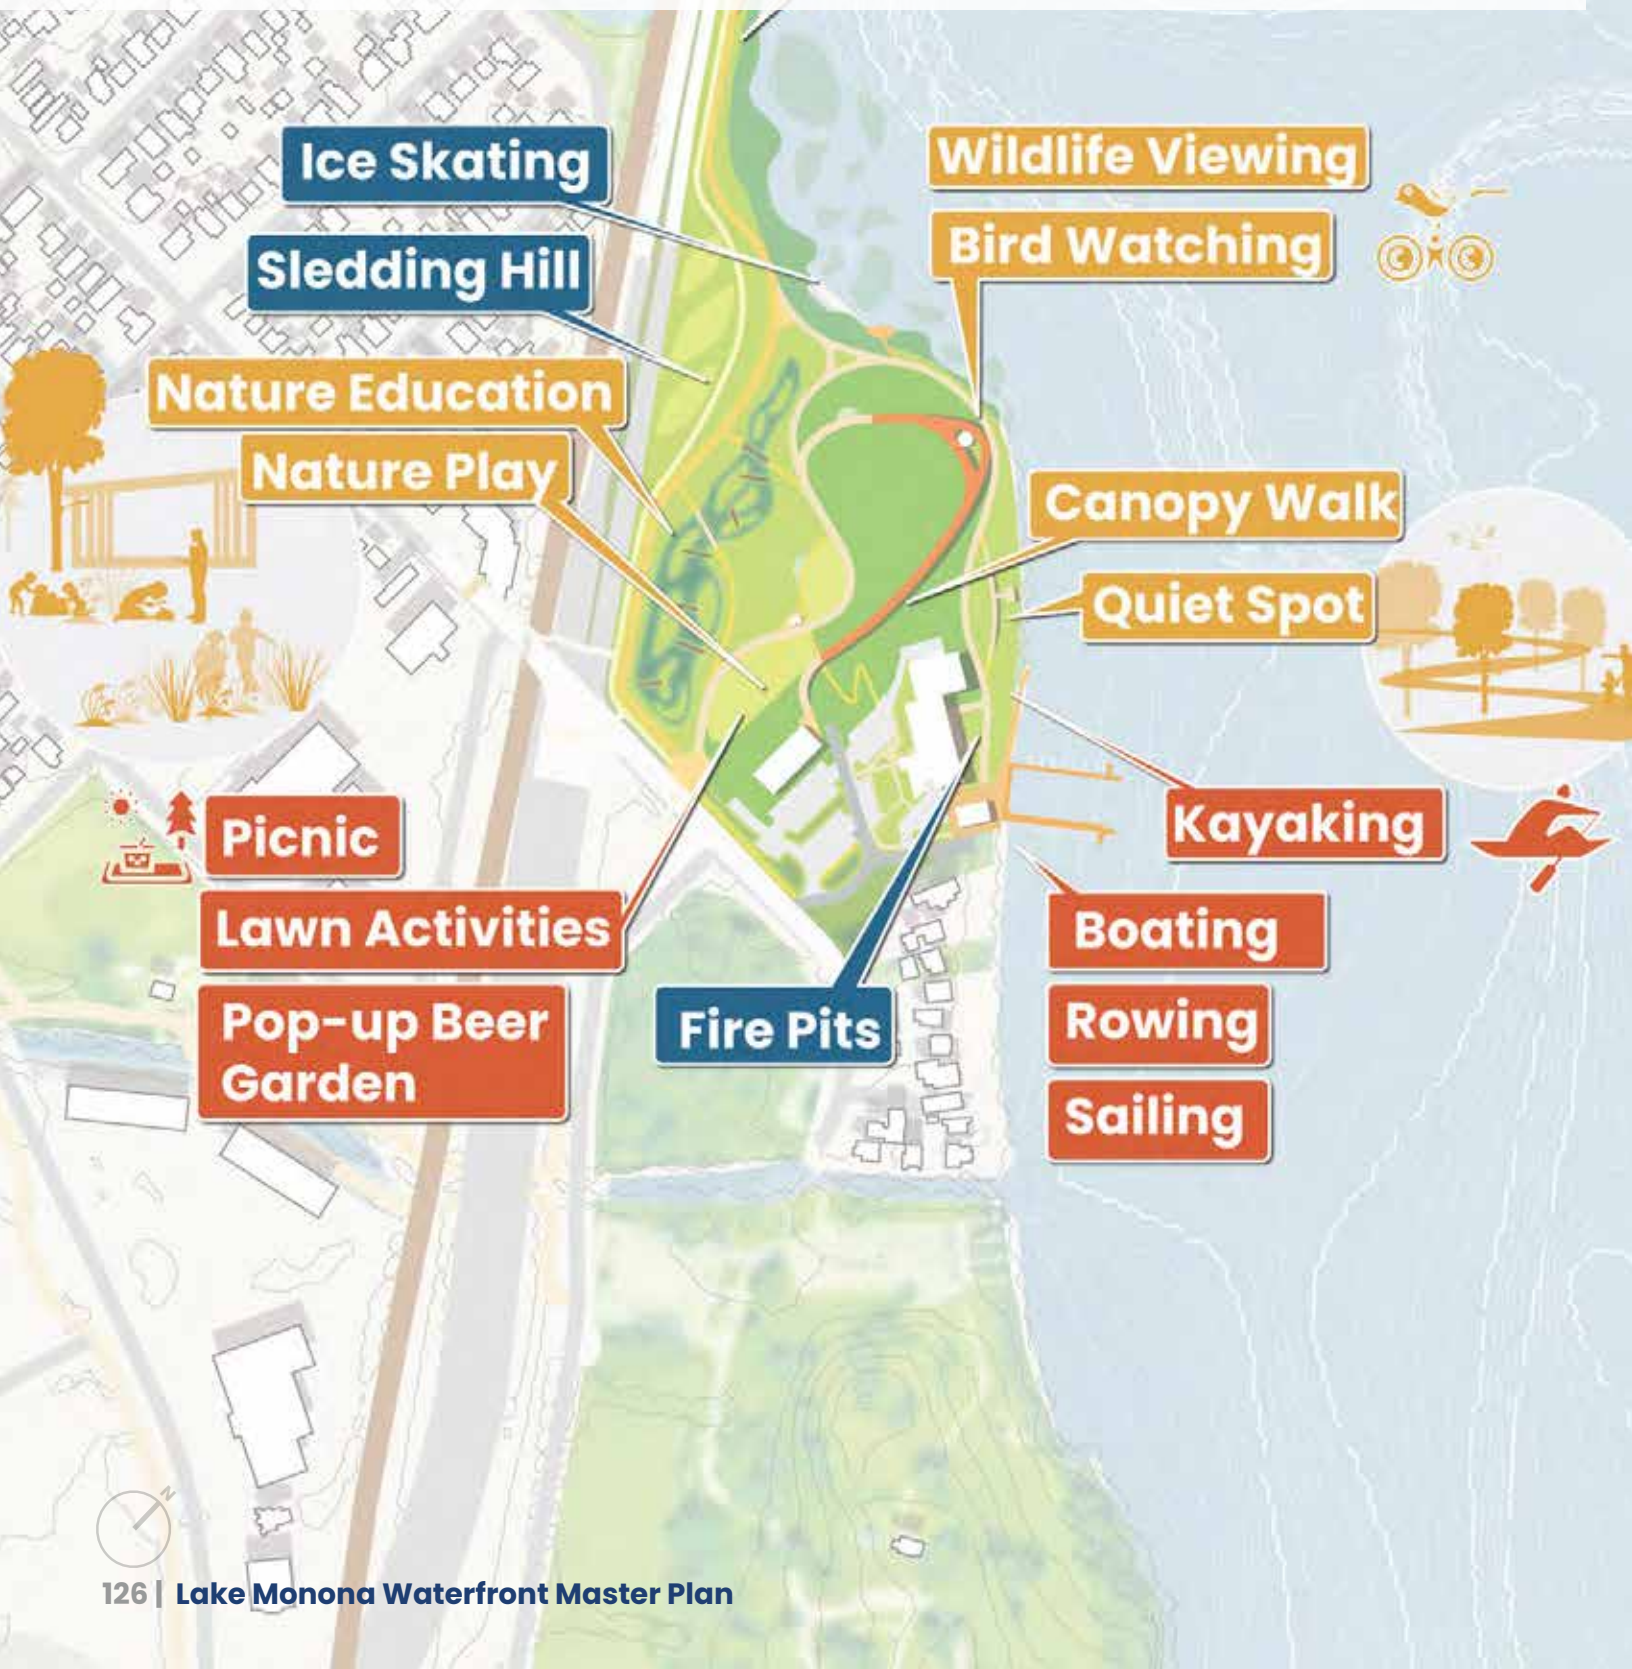 Ice Skating
Wildlife Viewing
Sledding Hill
Bird Watching
Nature Education
Nature Play
Canopy Walk
Quiet Spot
Picnic
Kayaking
Lawn Activities
Boating
Pop-up Beer
Garden
Fire Pits
Rowing
Sailing
N
126 | Lake Monona Waterfront Master Plan